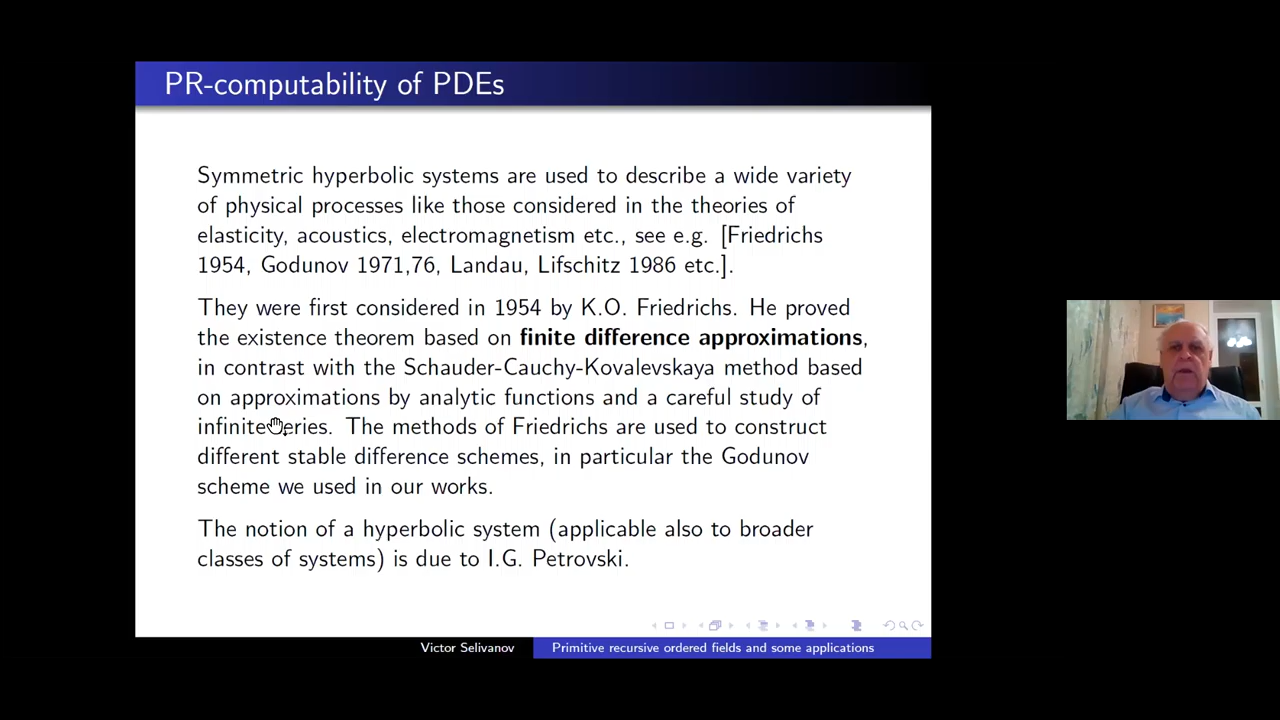 PR-computability of PDEs
Symmetric hyperbolic systems are used to describe a wide variety
of physical processes like those considered in the theories of
elasticity, acoustics, electromagnetism etc., see e.g. [Friedrichs
1954, Godunov 1971,76, Landau, Lifschitz 1986 etc.].
They were first considered in 1954 by K.O. Friedrichs. He proved
the existence theorem based on finite difference approximations,
in contrast with the Schauder-Cauchy-Kovalevskaya method based
on approximations by analytic functions and a careful study of
infinite series. The methods of Friedrichs are used to construct
different stable difference schemes, in particular the Godunov
scheme we used in our works.
The notion of a hyperbolic system (applicable also to broader
classes of systems) is due to I.G. Petrovski.
Victor Selivanov
Primitive recursive ordered fields and some applications